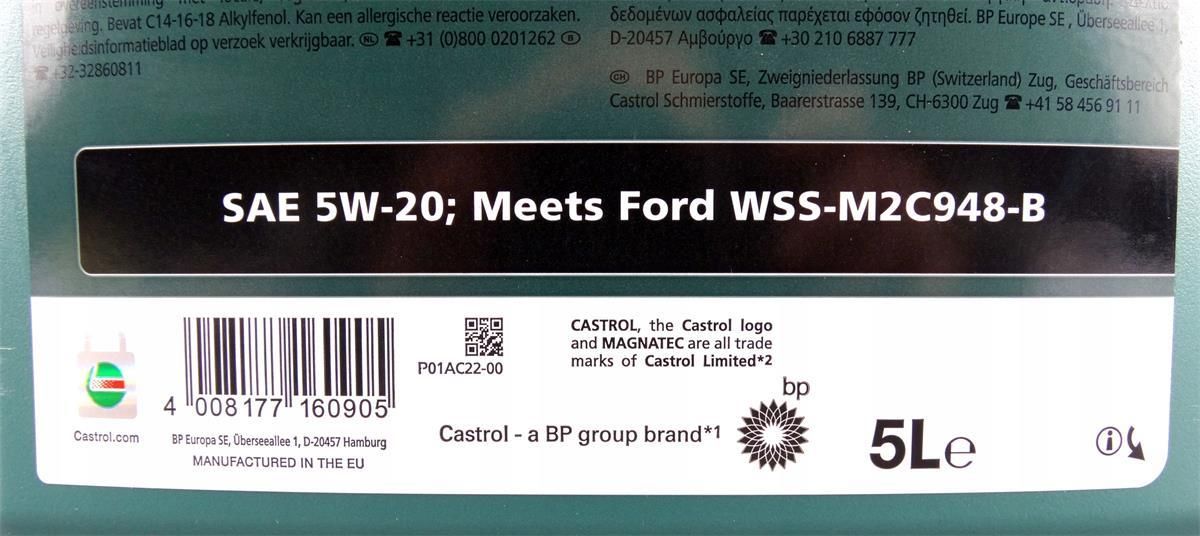 regelgeving. Bevat C14-16-18 Alkylfenol. Kan een allergische reactie veroorzaken.
Veiligheidsinformatieblad op verzoek verkrijgbaar. NL ☎ +31 (0)800 0201262 B
☎ +32-32860811
δεδομένων ασφαλείας παρέχεται εφόσον ζητηθεί. BP Europe SE, Überseeallee 1,
D-20457 Αμβούργο ☎ +30 210 6887 777
CH BP Europa SE, Zweigniederlassung BP (Switzerland) Zug, Geschäftsbereich
Castrol Schmierstoffe, Baarerstrasse 139, CH-6300 Zug ☎ +41 58 456 91 11
SAE 5W-20; Meets Ford WSS-M2C948-B
Castrol.com
4 008177 160905
BP Europa SE, Überseeallee 1, D-20457 Hamburg
MANUFACTURED IN THE EU
P01AC22-00
CASTROL, the Castrol logo
and MAGNATEC are all trade
marks of Castrol Limited*2
Castrol - a BP group brand*1
bp
5L℮